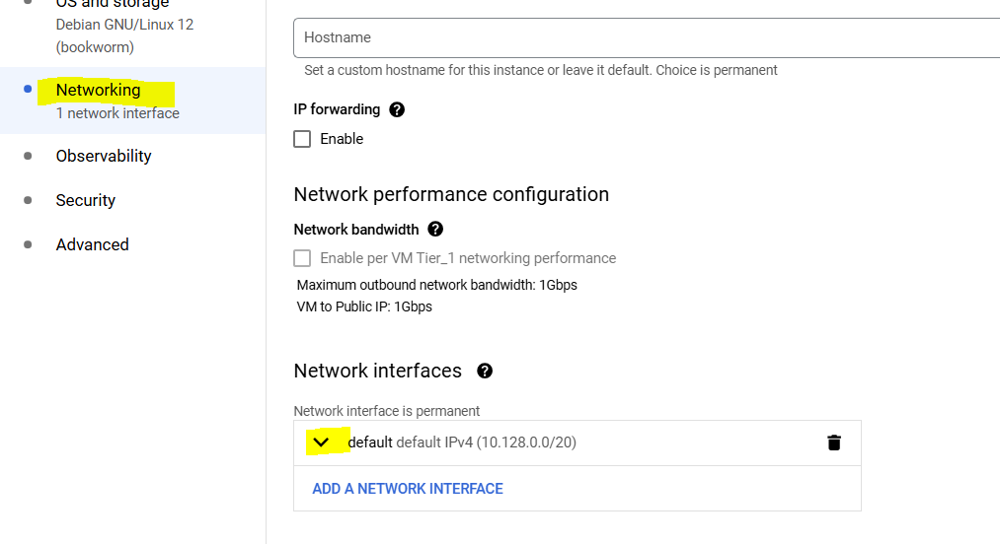 OS and storage
Debian GNU/Linux 12
(bookworm)
Networking
1 network interface
Observability
Security
Advanced
Hostname
Set a custom hostname for this instance or leave it default. Choice is permanent
IP forwarding
Enable
Network performance configuration
Network bandwidth
Enable per VM Tier_1 networking performance
Maximum outbound network bandwidth: 1Gbps
VM to Public IP: 1Gbps
Network interfaces
Network interface is permanent
default default IPv4 (10.128.0.0/20)
ADD A NETWORK INTERFACE